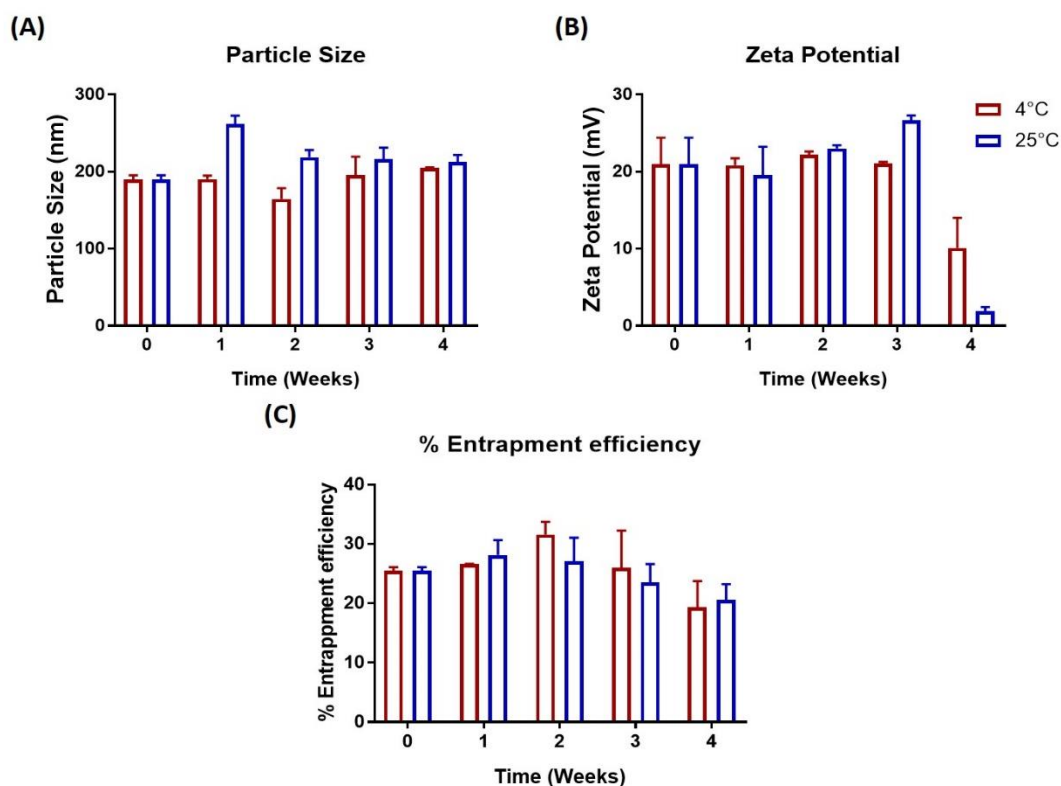 (A)
Particle Size
Particle Size (nm)
300
200
100
0
0 1 2 3 4
Time (Weeks)
(B)
Zeta Potential
Zeta Potential (mV)
30
20
10
0
0 1 2 3 4
Time (Weeks)
4°C
25°C
(C)
% Entrapment efficiency
% Entrappment efficiency
40
30
20
10
0
0 1 2 3 4
Time (Weeks)